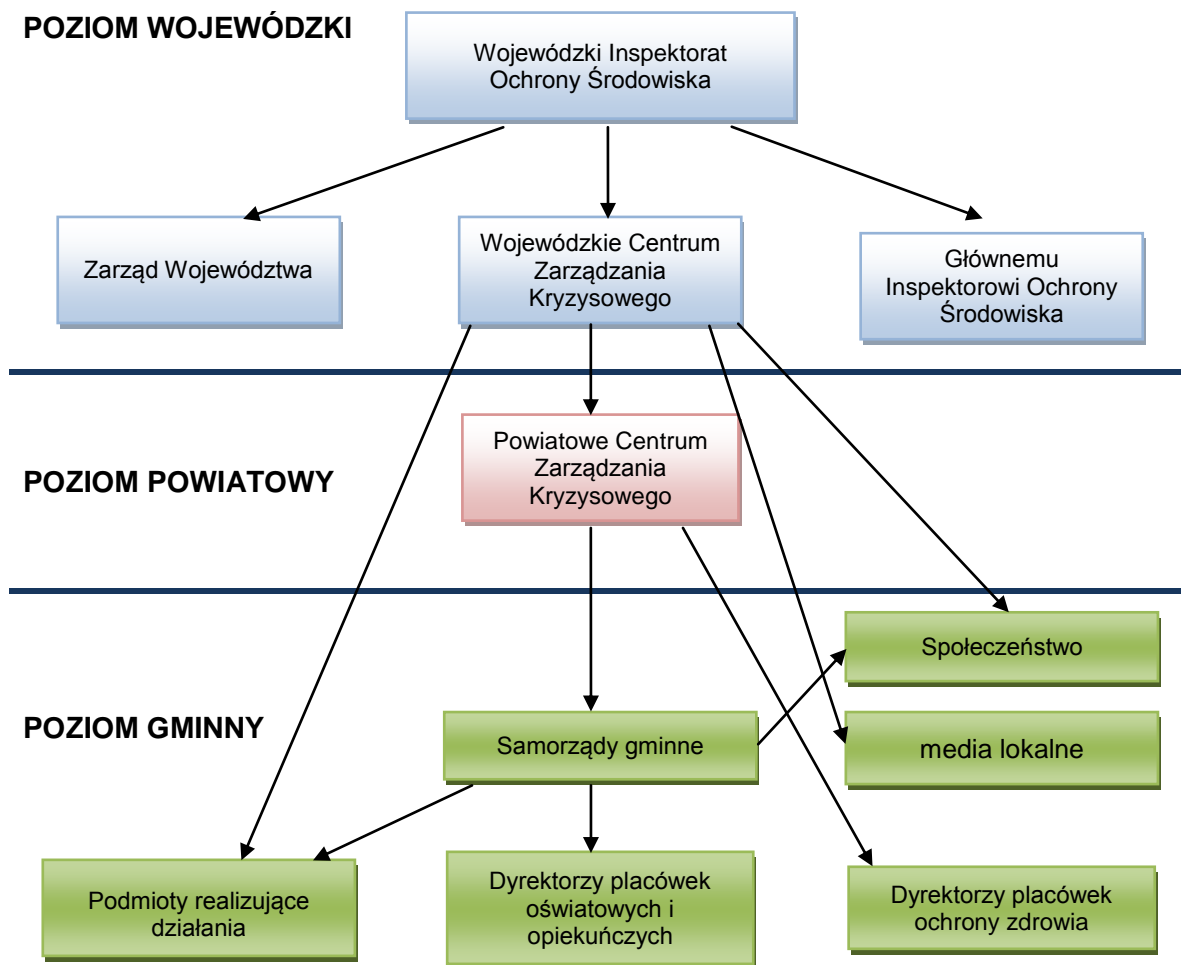 POZIOM WOJEWÓDZKI
Wojewódzki Inspektorat
Ochrony Środowiska
Zarząd Województwa
Wojewódzkie Centrum
Zarządzania
Kryzysowego
Głównemu
Inspektorowi Ochrony
Środowiska
POZIOM POWIATOWY
Powiatowe Centrum
Zarządzania
Kryzysowego
POZIOM GMINNY
Społeczeństwo
Samorządy gminne
media lokalne
Podmioty realizujące
działania
Dyrektorzy placówek
oświatowych i
opiekuńczych
Dyrektorzy placówek
ochrony zdrowia